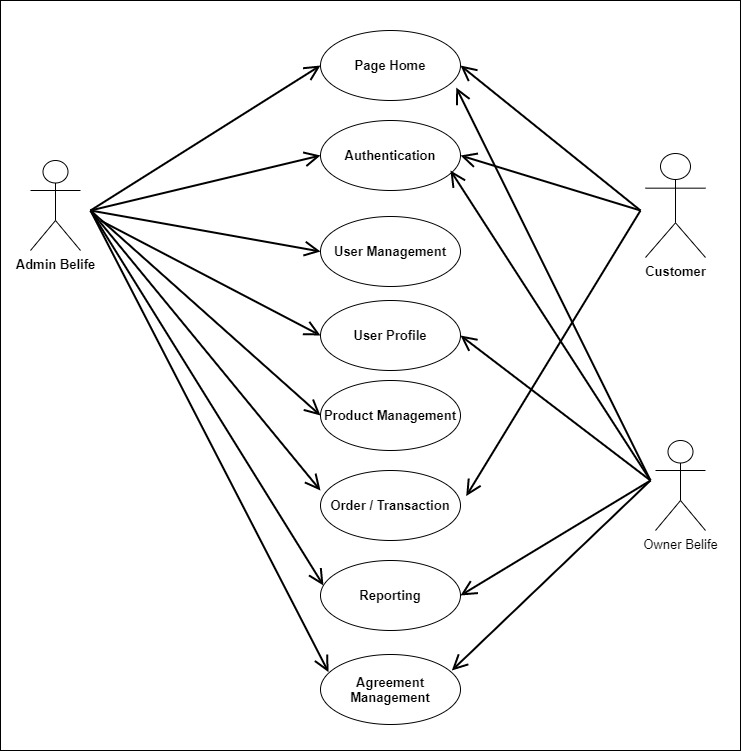 Page Home
Authentication
Admin Belife
Customer
User Management
User Profile
Product Management
Order / Transaction
Owner Belife
Reporting
Agreement
Management